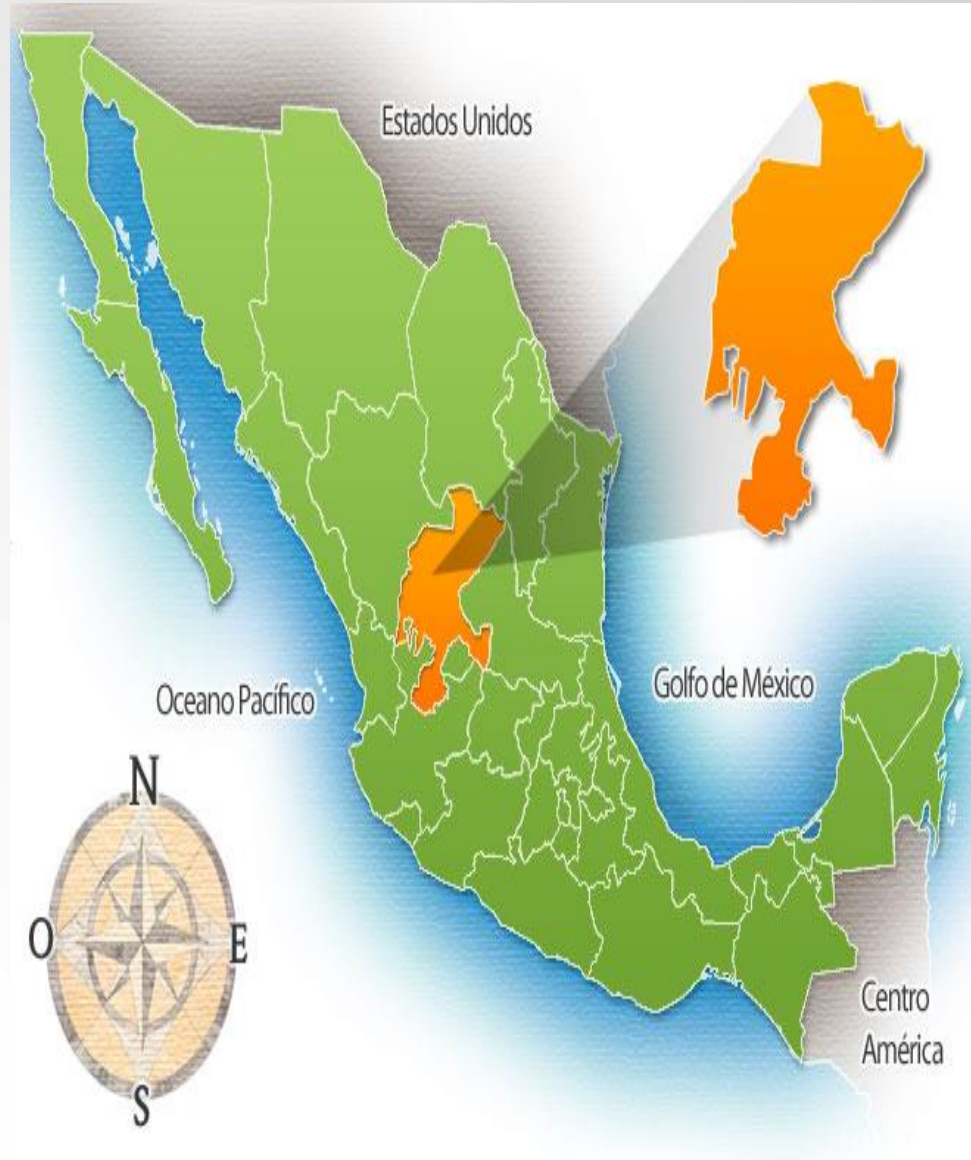 Estados Unidos
Oceano Pacífico
Golfo de México
N
O
E
S
Centro
América